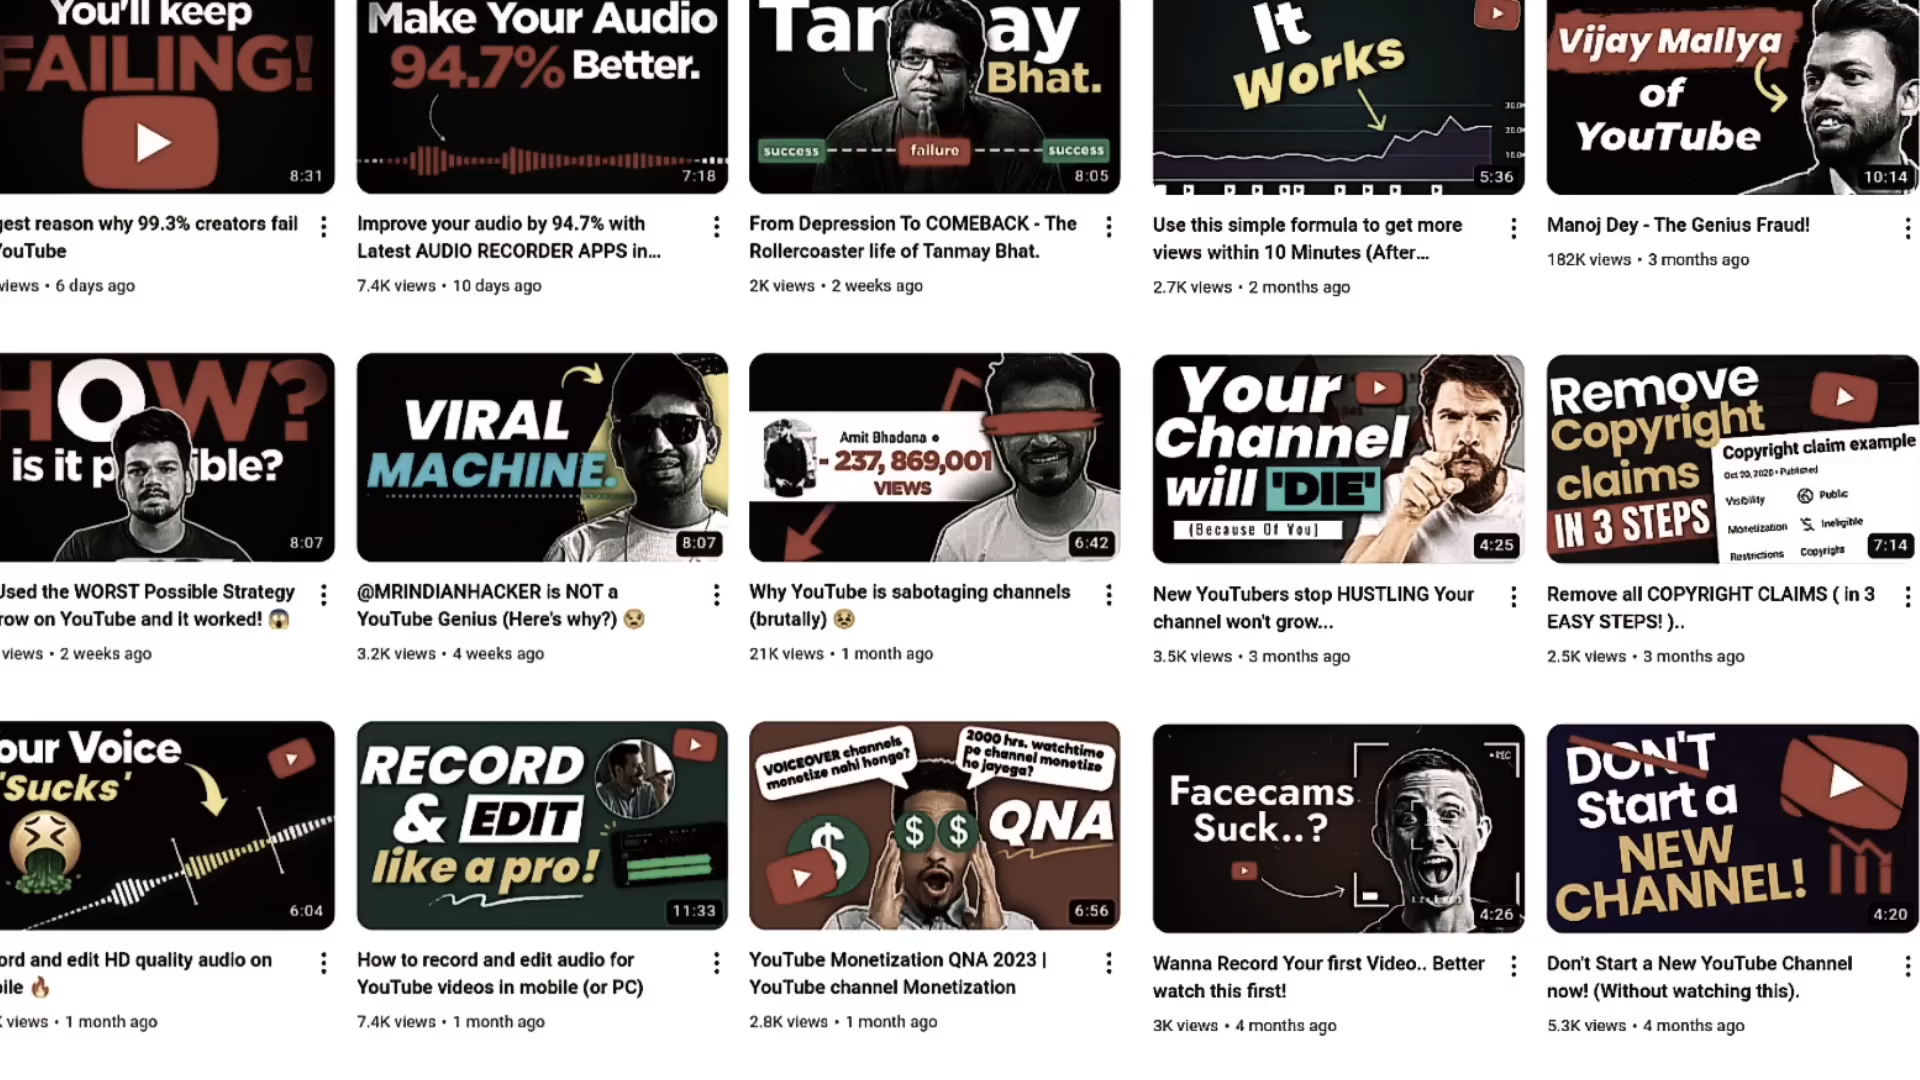 You'll keep
FAILING!
8:31
gest reason why 99.3% creators fail
YouTube
views • 6 days ago
Make Your Audio
94.7% Better.
7:18
Improve your audio by 94.7% with
Latest AUDIO RECORDER APPS in...
7.4K views • 10 days ago
Tanmay
Bhat.
success
failure
success
8:05
From Depression To COMEBACK - The
Rollercoaster life of Tanmay Bhat.
2K views • 2 weeks ago
It
Works
5:36
Use this simple formula to get more
views within 10 Minutes (After...
2.7K views • 2 months ago
Vijay Mallya
of
YouTube
10:14
Manoj Dey - The Genius Fraud!
182K views • 3 months ago
HOW?
is it p ible?
8:07
Used the WORST Possible Strategy
row on YouTube and it worked! 😱
views • 2 weeks ago
VIRAL
MACHINE.
8:07
@MRINDIANHACKER is NOT a
YouTube Genius (Here's why?) 😒
3.2K views • 4 weeks ago
Amit Bhadana
- 237, 869,001
VIEWS
6:42
Why YouTube is sabotaging channels
(brutally) 😣
21K views • 1 month ago
Your
Channel
will 'DIE'
(Because Of You)
4:25
New YouTubers stop HUSTLING Your
channel won't grow...
3.5K views • 3 months ago
Remove
Copyright
claims
IN 3 STEPS
Copyright claim example
Oct 20, 2020 • Published
Visibility
Public
Monetization
Ineligible
Restrictions
Copyright
7:14
Remove all COPYRIGHT CLAIMS ( in 3
EASY STEPS! )..
2.5K views • 3 months ago
our Voice
'Sucks'
6:04
ord and edit HD quality audio on
bile 🔥
K views • 1 month ago
RECORD
& EDIT
like a pro!
11:33
How to record and edit audio for
YouTube videos in mobile (or PC)
7.4K views • 1 month ago
VOICEOVER channels
monetize nahi honge?
2000 hrs. watchtime
pe channel monetize
ho jayega?
$
$ $
QNA
6:56
YouTube Monetization QNA 2023 |
YouTube channel Monetization
2.8K views • 1 month ago
REC
Facecams
Suck..?
4:26
Wanna Record Your first Video.. Better
watch this first!
3K views • 4 months ago
DON'T
Start a
NEW
CHANNEL!
4:20
Don't Start a New YouTube Channel
now! (Without watching this).
5.3K views • 4 months ago